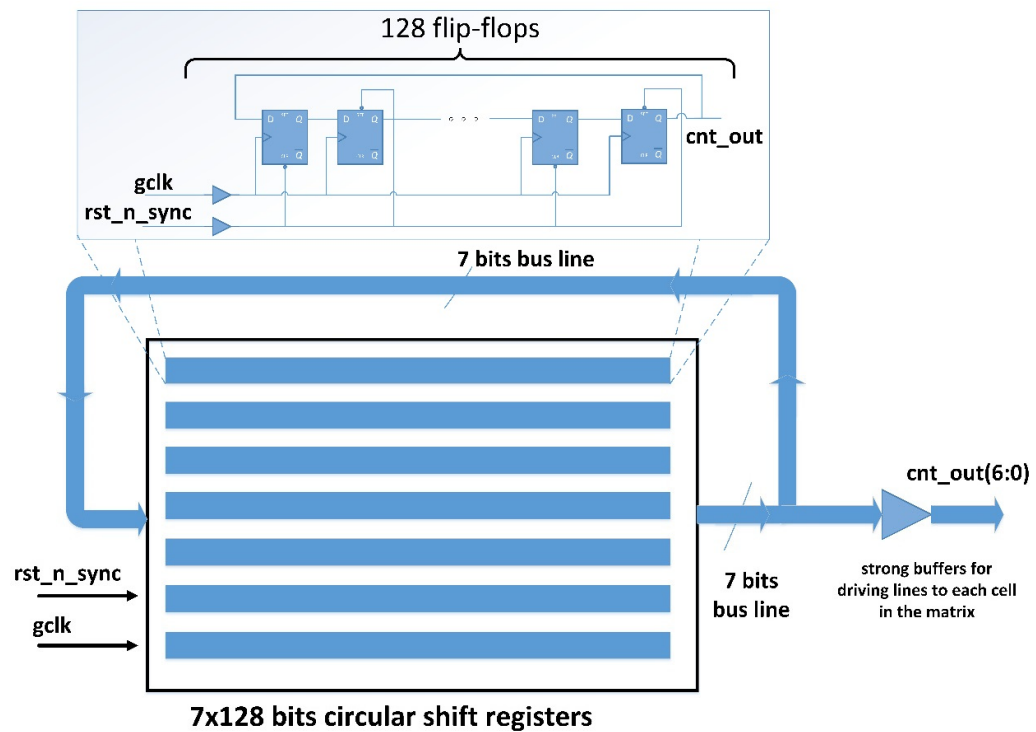 128 flip-flops
D Q
D Q
D Q
D Q
Q
Q
Q
Q
cnt_out
gclk
rst_n_sync
7 bits bus line
cnt_out(6:0)
rst_n_sync
gclk
7 bits
bus line
strong buffers for
driving lines to each cell
in the matrix
7x128 bits circular shift registers